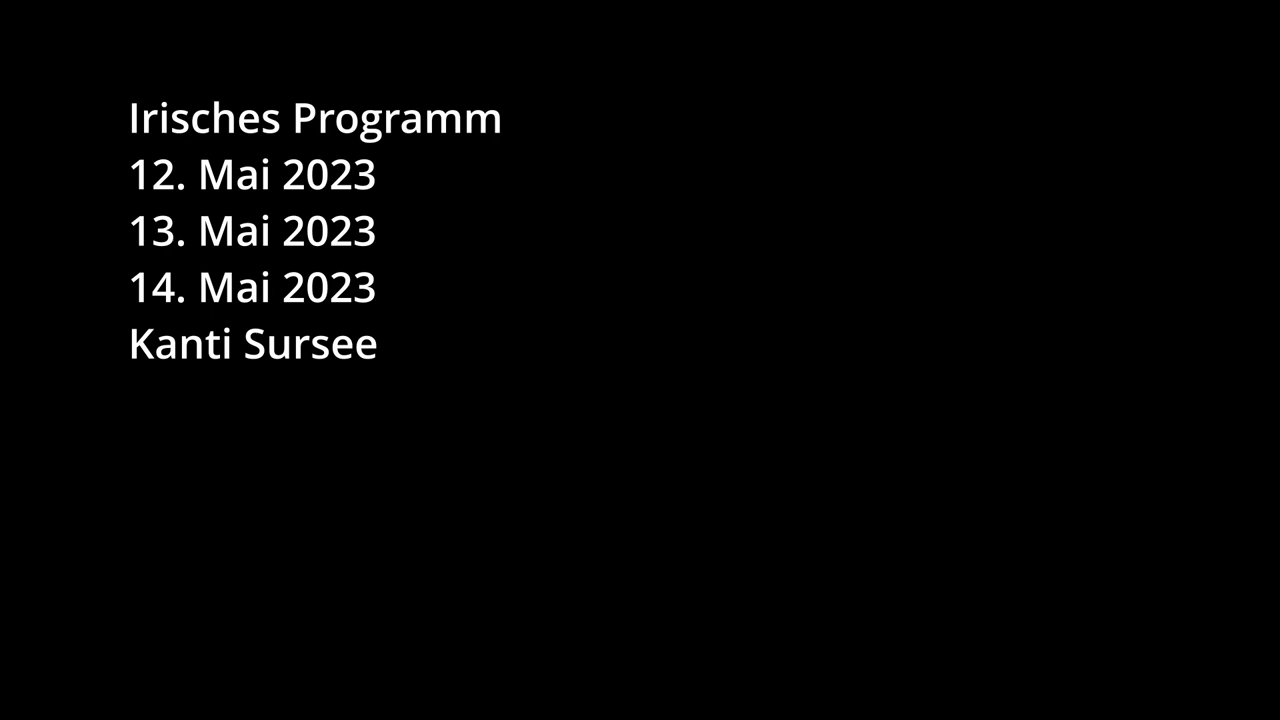 Irisches Programm
12. Mai 2023
13. Mai 2023
14. Mai 2023
Kanti Sursee